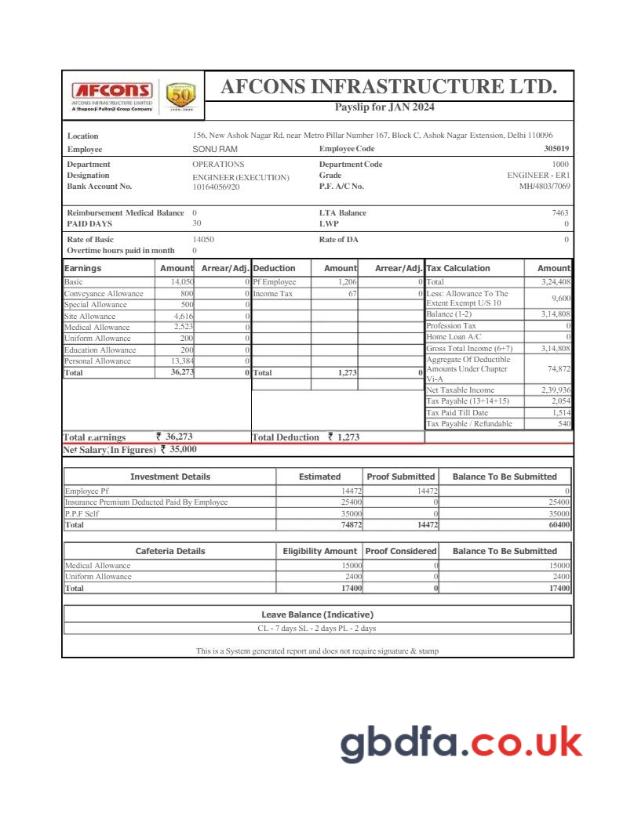 AFCONS
AFCONS INFRASTRUCTURE LIMITED
A Shapoorji Pallonji Group Company
50
AFCONS INFRASTRUCTURE LTD.
Payslip for JAN 2024
Location 156, New Ashok Nagar Rd, near Metro Pillar Number 167, Block C, Ashok Nagar Extension, Delhi 110096
Employee SONU RAM Employee Code 305019
Department OPERATIONS Department Code 1000
Designation ENGINEER (EXECUTION) Grade ENGINEER - ER1
Bank Account No. 10164056920 P.F. A/C No. MH/4803/7069
Reimbursement Medical Balance 0 LTA Balance 7463
PAID DAYS 30 LWP 0
Rate of Basic 14050 Rate of DA 0
Overtime hours paid in month 0
Earnings Amount Arrear/Adj. Deduction Amount Arrear/Adj. Tax Calculation Amount
Basic 14,050 0 Pf Employee 1,206 0 Total 3,24,408
Conveyance Allowance 800 0 Income Tax 67 0 Less: Allowance To The Extent Exempt U/S 10 9,600
Special Allowance 500 0
Site Allowance 4,616 0 Balance (1-2) 3,14,808
Medical Allowance 2,523 0 Profession Tax 0
Uniform Allowance 200 0 Home Loan A/C 0
Education Allowance 200 0 Gross Total Income (6+7) 3,14,808
Personal Allowance 13,384 0 Aggregate Of Deductible Amounts Under Chapter Vi-A 74,872
Total 36,273 0 Total 1,273 0
Net Taxable Income 2,39,936
Tax Payable (13+14+15) 2,054
Tax Paid Till Date 1,514
Tax Payable / Refundable 540
Total earnings ₹ 36,273 Total Deduction ₹ 1,273
Net Salary(In Figures) ₹ 35,000
Investment Details Estimated Proof Submitted Balance To Be Submitted
Employee Pf 14472 14472 0
Insurance Premium Deducted Paid By Employee 25400 0 25400
P.P.F Self 35000 0 35000
Total 74872 14472 60400
Cafeteria Details Eligibility Amount Proof Considered Balance To Be Submitted
Medical Allowance 15000 0 15000
Uniform Allowance 2400 0 2400
Total 17400 0 17400
Leave Balance (Indicative)
CL - 7 days SL - 2 days PL - 2 days
This is a System generated report and does not require signature & stamp
gbdfa.co.uk